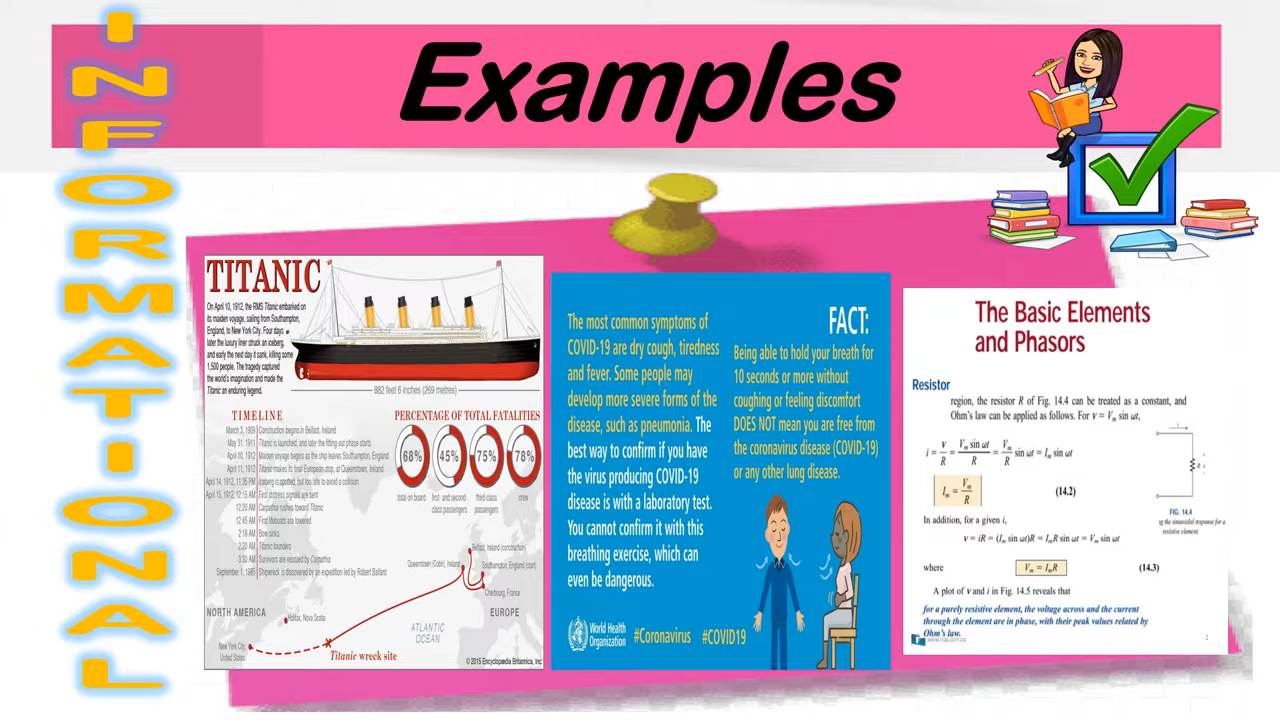 INFORMATIONAL
Examples
TITANIC
On April 10, 1912, the RMS Titanic embarked on
its maiden voyage, sailing from Southampton,
England, to New York City. Four days
later the luxury liner struck an iceberg,
and early the next day it sank, killing some
1,500 people. The tragedy captured
the world's imagination and made the
Titanic an enduring legend.
882 feet 6 inches (269 metres)
TIMELINE
March 3, 1909 Construction begins in Belfast, Ireland
May 31, 1911 Titanic is launched, and later the fitting-out phase starts
April 10, 1912 Maiden voyage begins as the ship leaves Southampton, England
April 11, 1912 Titanic makes its final European stop, at Queenstown, Ireland
April 14, 1912, 11:35 PM Iceberg is spotted, but too late to avoid a collision
April 15, 1912, 12:15 AM First distress signals are sent
12:20 AM Carpathia rushes toward Titanic
12:45 AM First lifeboats are lowered
2:18 AM Bow sinks
2:20 AM Titanic founders
3:30 AM Survivors are rescued by Carpathia
September 1, 1985 Shipwreck is discovered by an expedition led by Robert Ballard
PERCENTAGE OF TOTAL FATALITIES
68% 45% 75% 78%
total on board first- and second-class passengers third class passengers crew
Belfast, Ireland (construction)
Queenstown (Cobh), Ireland
Southampton, England (start)
Cherbourg, France
NORTH AMERICA
EUROPE
Halifax, Nova Scotia
ATLANTIC
OCEAN
New York City,
United States
Titanic wreck site
© 2015 Encyclopædia Britannica, Inc.
The most common symptoms of
COVID-19 are dry cough, tiredness
and fever. Some people may
develop more severe forms of the
disease, such as pneumonia. The
best way to confirm if you have
the virus producing COVID-19
disease is with a laboratory test.
You cannot confirm it with this
breathing exercise, which can
even be dangerous.
FACT:
Being able to hold your breath for
10 seconds or more without
coughing or feeling discomfort
DOES NOT mean you are free from
the coronavirus disease (COVID-19)
or any other lung disease.
World Health
Organization
#Coronavirus #COVID19
The Basic Elements
and Phasors
Resistor
region, the resistor R of Fig. 14.4 can be treated as a constant, and
Ohm's law can be applied as follows. For v = Vm sin ωt,
i = v/R = Vm sin ωt/R = Vm/R sin ωt = Im sin ωt
Im = Vm/R (14.2)
In addition, for a given i,
v = iR = (Im sin ωt)R = ImR sin ωt = Vm sin ωt
where Vm = ImR (14.3)
A plot of v and i in Fig. 14.5 reveals that
for a purely resistive element, the voltage across and the current
through the element are in phase, with their peak values related by
Ohm's law.
R
FIG. 14.4
the sinusoidal response for a
resistive element.
2